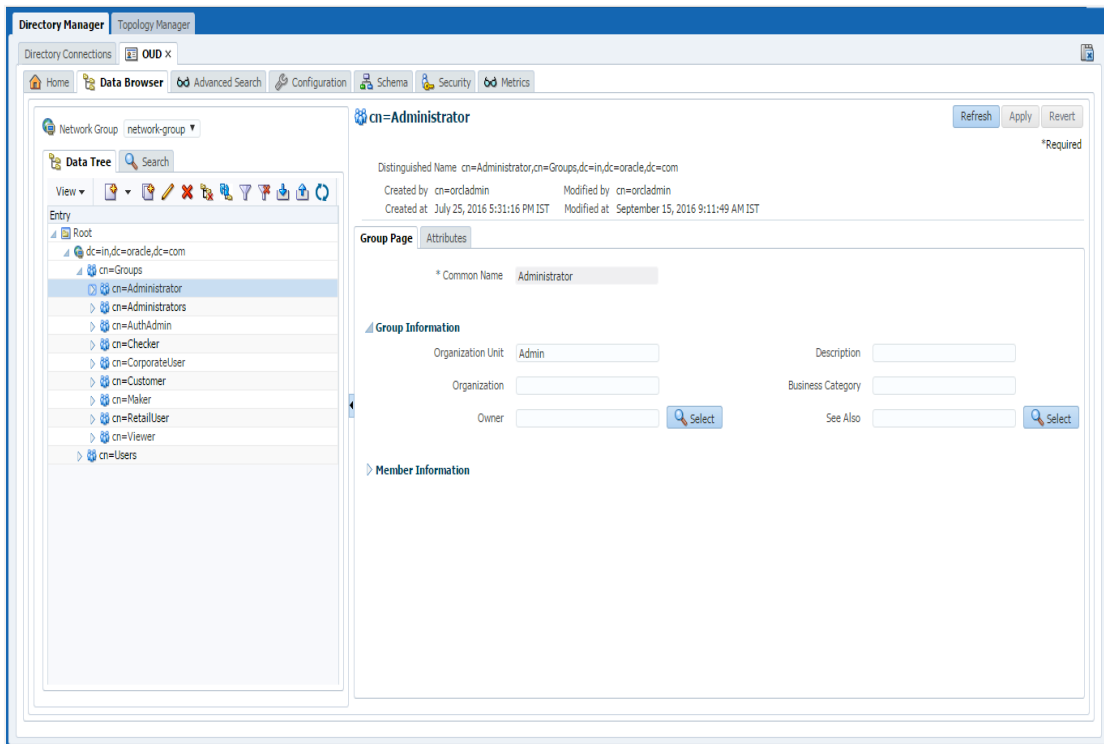 Directory Manager Topology Manager
Directory Connections OUD ×
Home Data Browser Advanced Search Configuration Schema Security Metrics
Network Group network-group
Data Tree Search
View
Entry
Root
dc=in,dc=oracle,dc=com
cn=Groups
cn=Administrator
cn=Administrators
cn=AuthAdmin
cn=Checker
cn=CorporateUser
cn=Customer
cn=Maker
cn=RetailUser
cn=Viewer
cn=Users
cn=Administrator
Refresh Apply Revert
*Required
Distinguished Name cn=Administrator,cn=Groups,dc=in,dc=oracle,dc=com
Created by cn=orcladmin Modified by cn=orcladmin
Created at July 25, 2016 5:31:16 PM IST Modified at September 15, 2016 9:11:49 AM IST
Group Page Attributes
* Common Name Administrator
Group Information
Organization Unit Admin Description
Organization Business Category
Owner Select See Also Select
Member Information